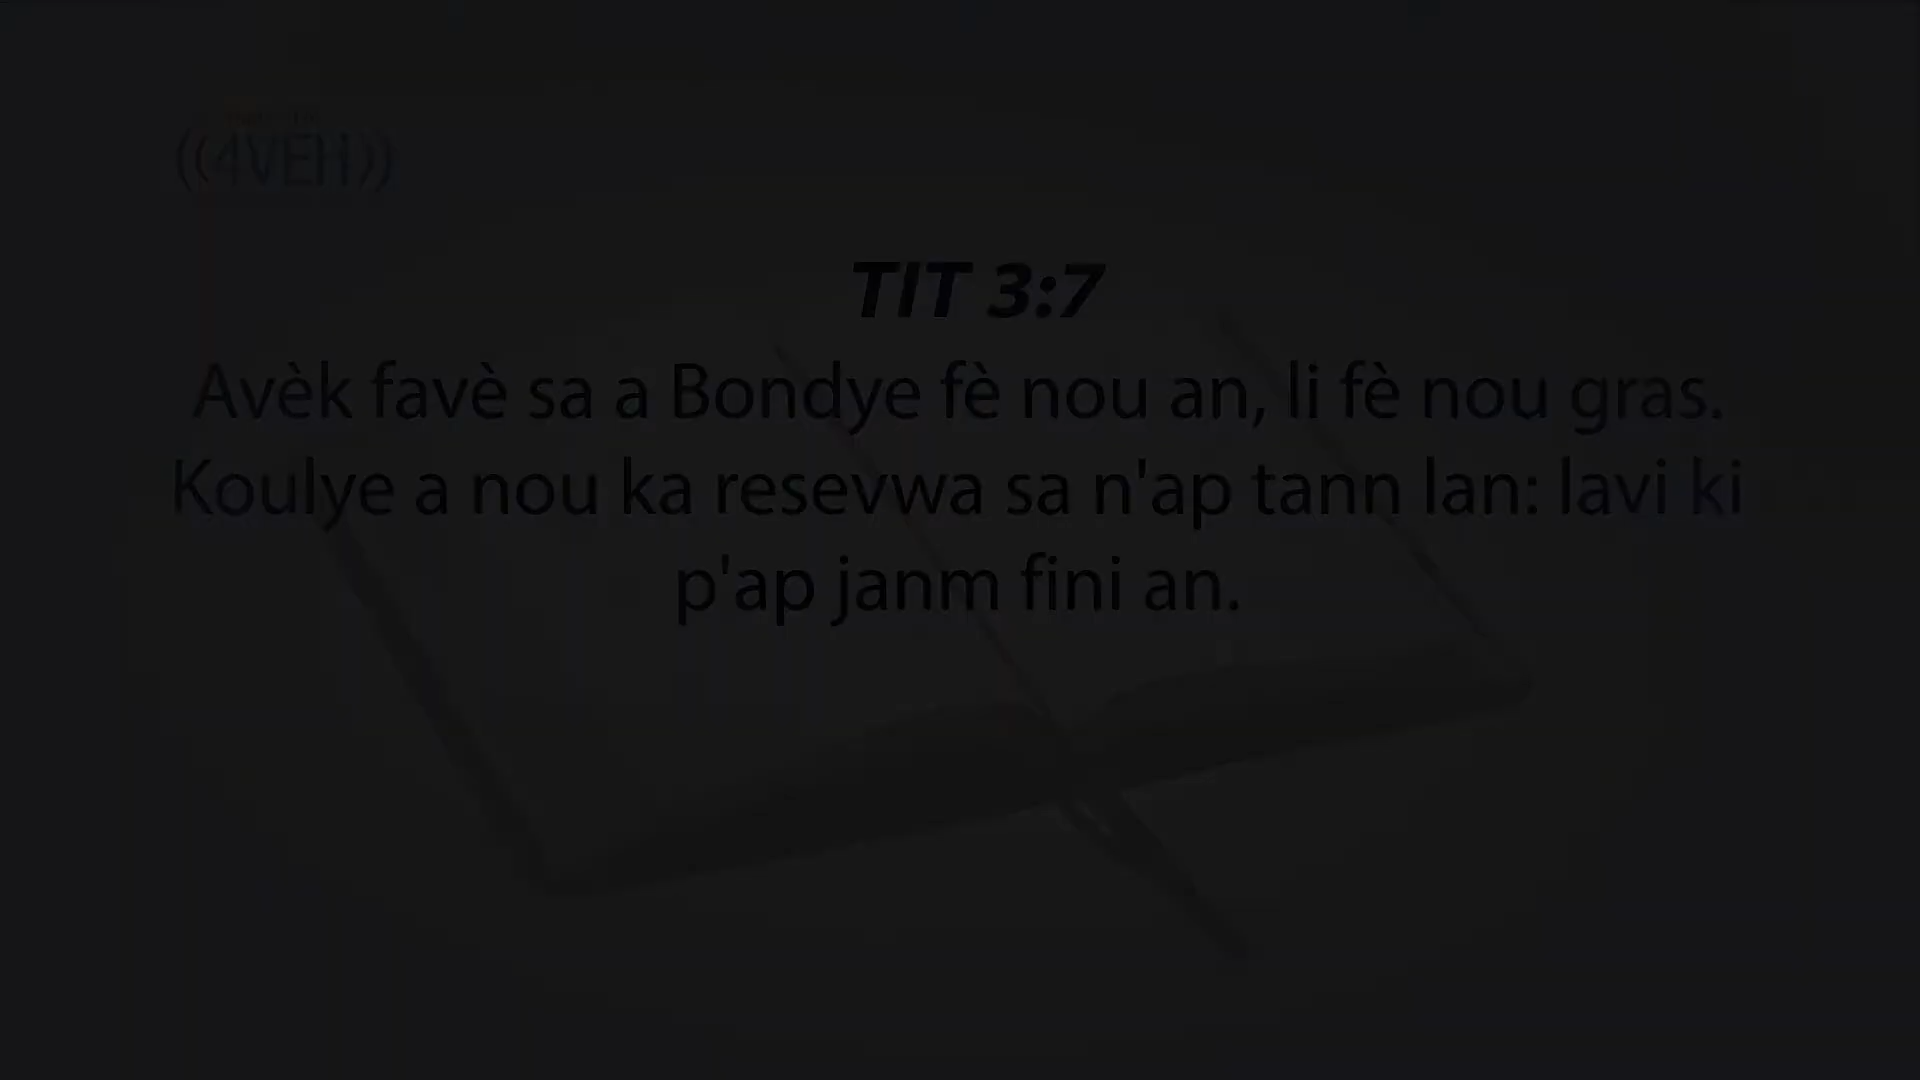 ((4VEH))
TIT 3:7
Avèk favè sa a Bondye fè nou an, li fè nou gras.
Koulye a nou ka resevwa sa n'ap tann lan: lavi ki
p'ap janm fini an.